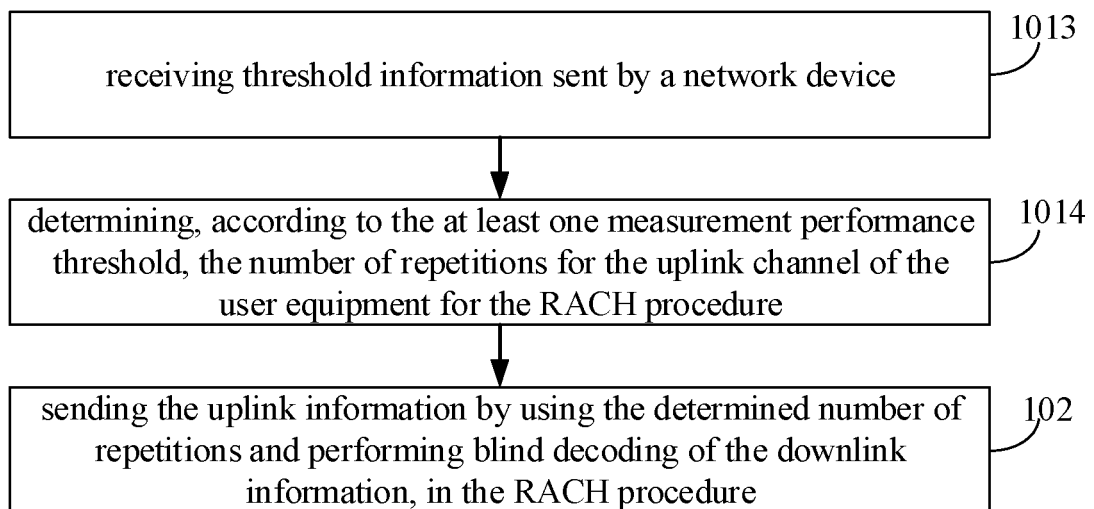 receiving threshold information sent by a network device
1013
determining, according to the at least one measurement performance
threshold, the number of repetitions for the uplink channel of the
user equipment for the RACH procedure
1014
sending the uplink information by using the determined number of
repetitions and performing blind decoding of the downlink
information, in the RACH procedure
102